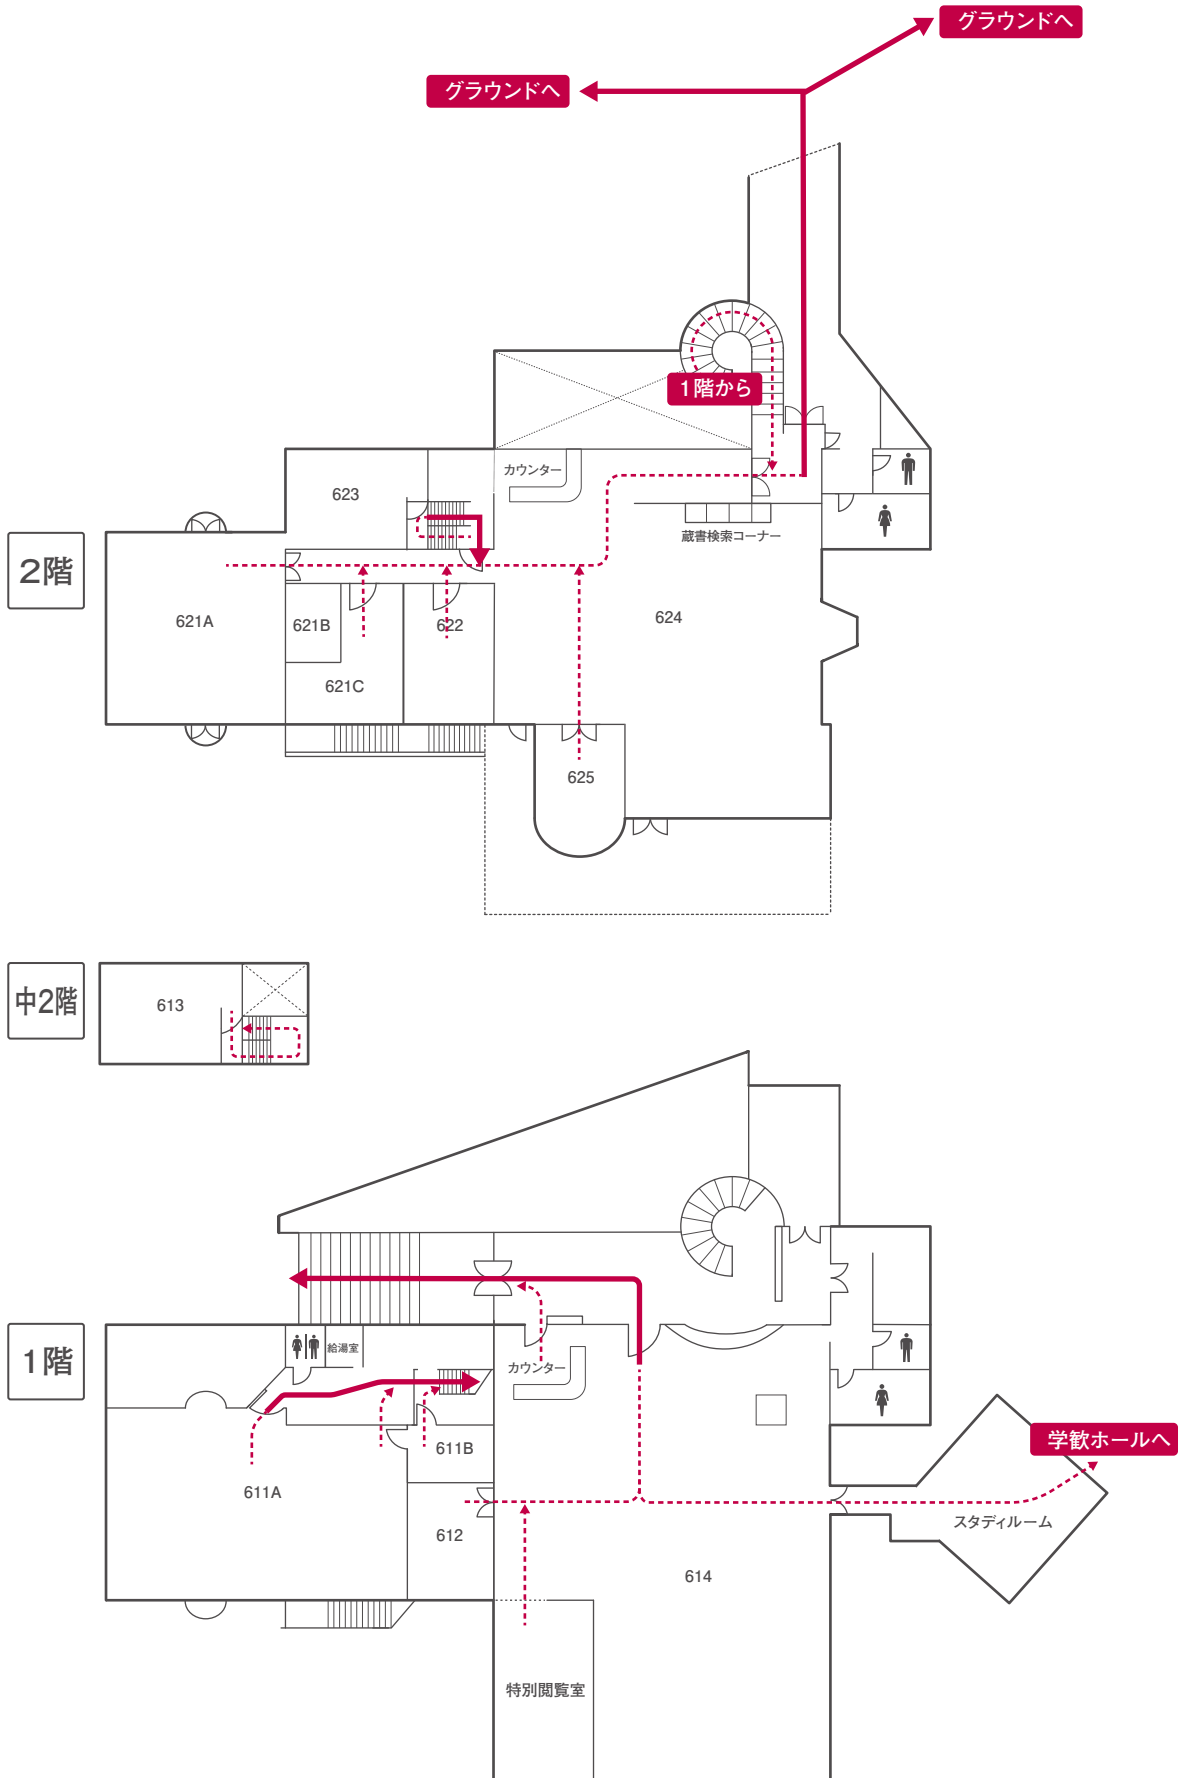 グラウンドへ
グラウンドへ
1階から
カウンター
623
蔵書検索コーナー
2階
621A
621B
622
624
621C
625
中2階
613
1階
給湯室
カウンター
学歓ホールへ
611B
611A
スタディルーム
612
614
特別閲覧室